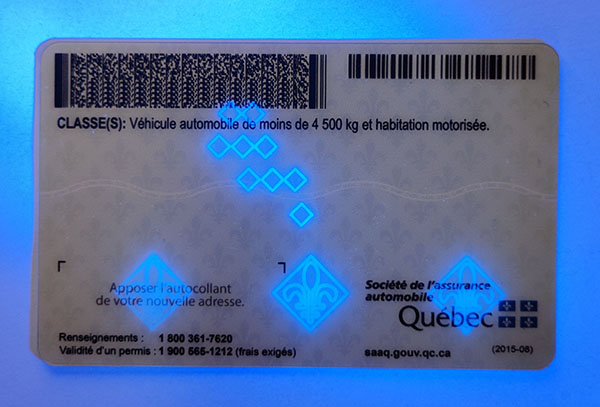 CLASSE(S): Véhicule automobile de moins de 4 500 kg et habitation motorisée.
Apposer l'autocollant
de votre nouvelle adresse.
Société de l'assurance
automobile
Québec
Renseignements : 1 800 361-7620
Validité d'un permis : 1 900 565-1212 (frais exigés)
saaq.gouv.qc.ca
(2015-08)